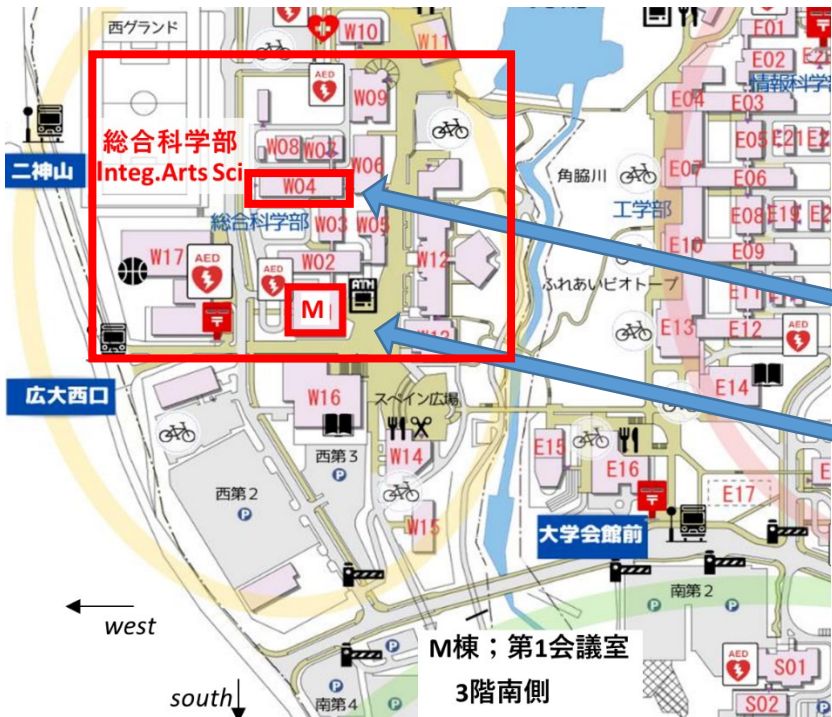 西グランド
W10
W11
AED
W09
二神山
総合科学部
Integ.Arts Sci
W08
W06
W04
総合科学部
W03
W05
W02
W17
AED
AED
ATM
W12
M
広大西口
W16
スペイン広場
W14
西第3
P
西第2
P
W15
E01
E02
情報科学
E04
E03
E05
E21
角脇川
E07
E06
工学部
E08
E19
E10
E09
ふれあいビオトープ
E11
E13
E12
AED
E14
E15
E16
E17
大学会館前
南第2
P
P
west
south
M棟；第1会議室
3階南側
P
P
南第4
P
AED
S01
S02
P